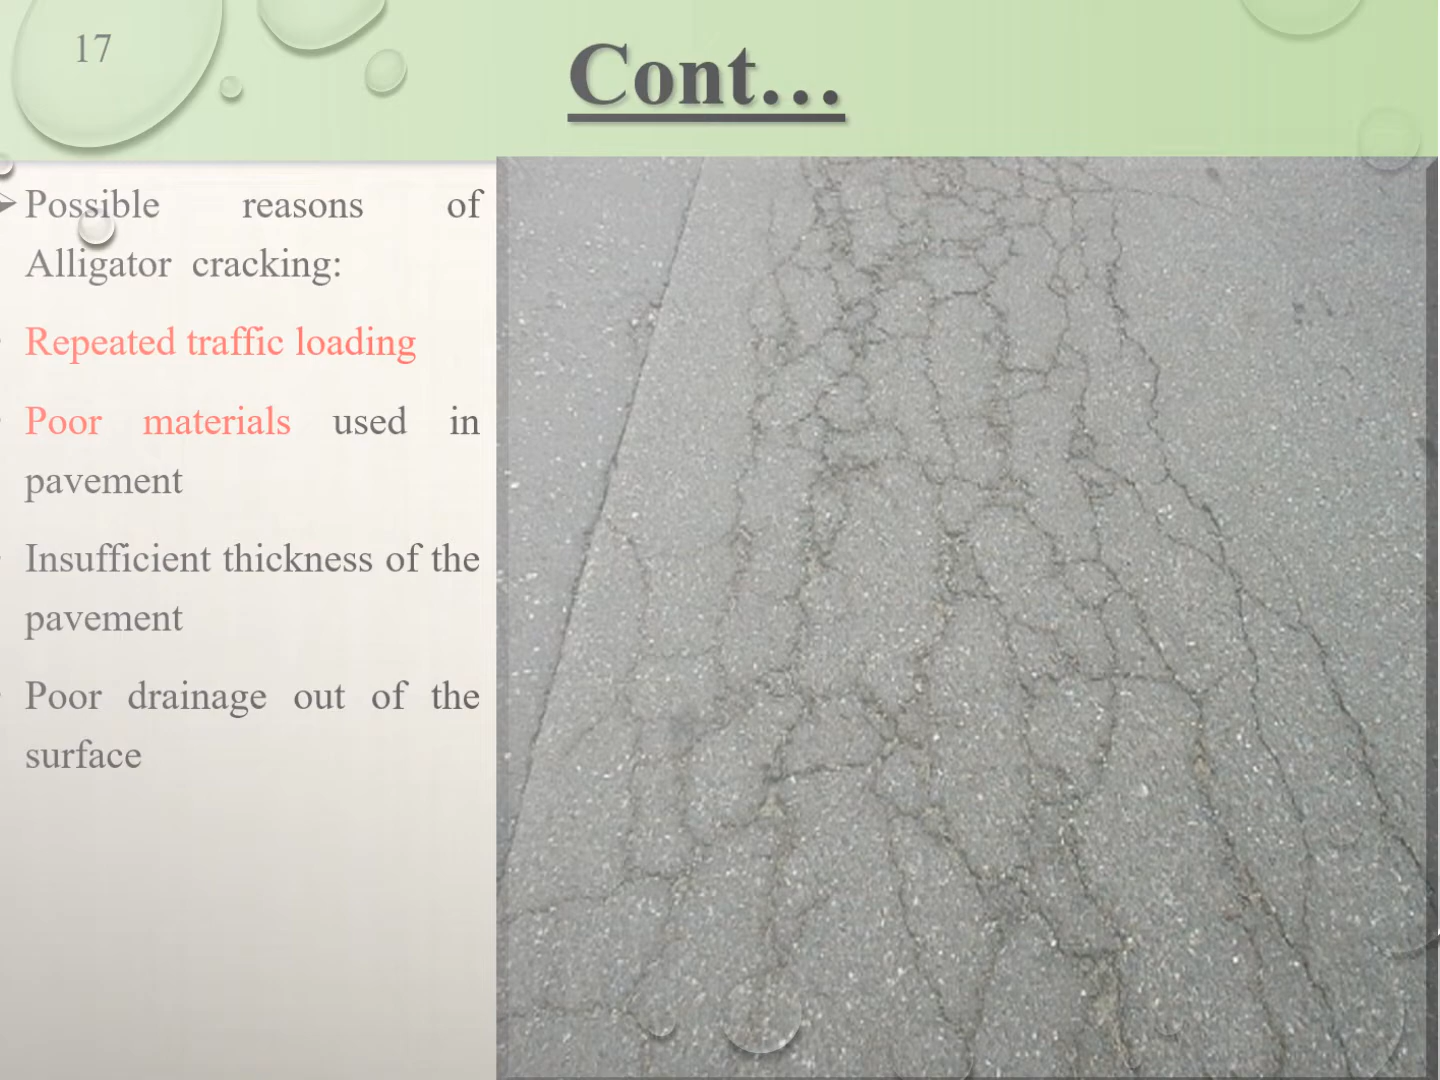 17
Cont...
Possible reasons of
Alligator cracking:
Repeated traffic loading
Poor materials used in
pavement
Insufficient thickness of the
pavement
Poor drainage out of the
surface